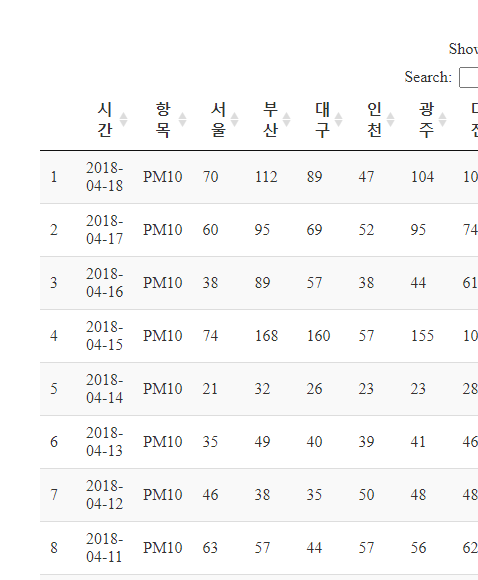 Show
Search:
시간 항목 서울 부산 대구 인천 광주
1 2018-04-18 PM10 70 112 89 47 104
2 2018-04-17 PM10 60 95 69 52 95 74
3 2018-04-16 PM10 38 89 57 38 44 61
4 2018-04-15 PM10 74 168 160 57 155
5 2018-04-14 PM10 21 32 26 23 23 28
6 2018-04-13 PM10 35 49 40 39 41 46
7 2018-04-12 PM10 46 38 35 50 48 48
8 2018-04-11 PM10 63 57 44 57 56 62